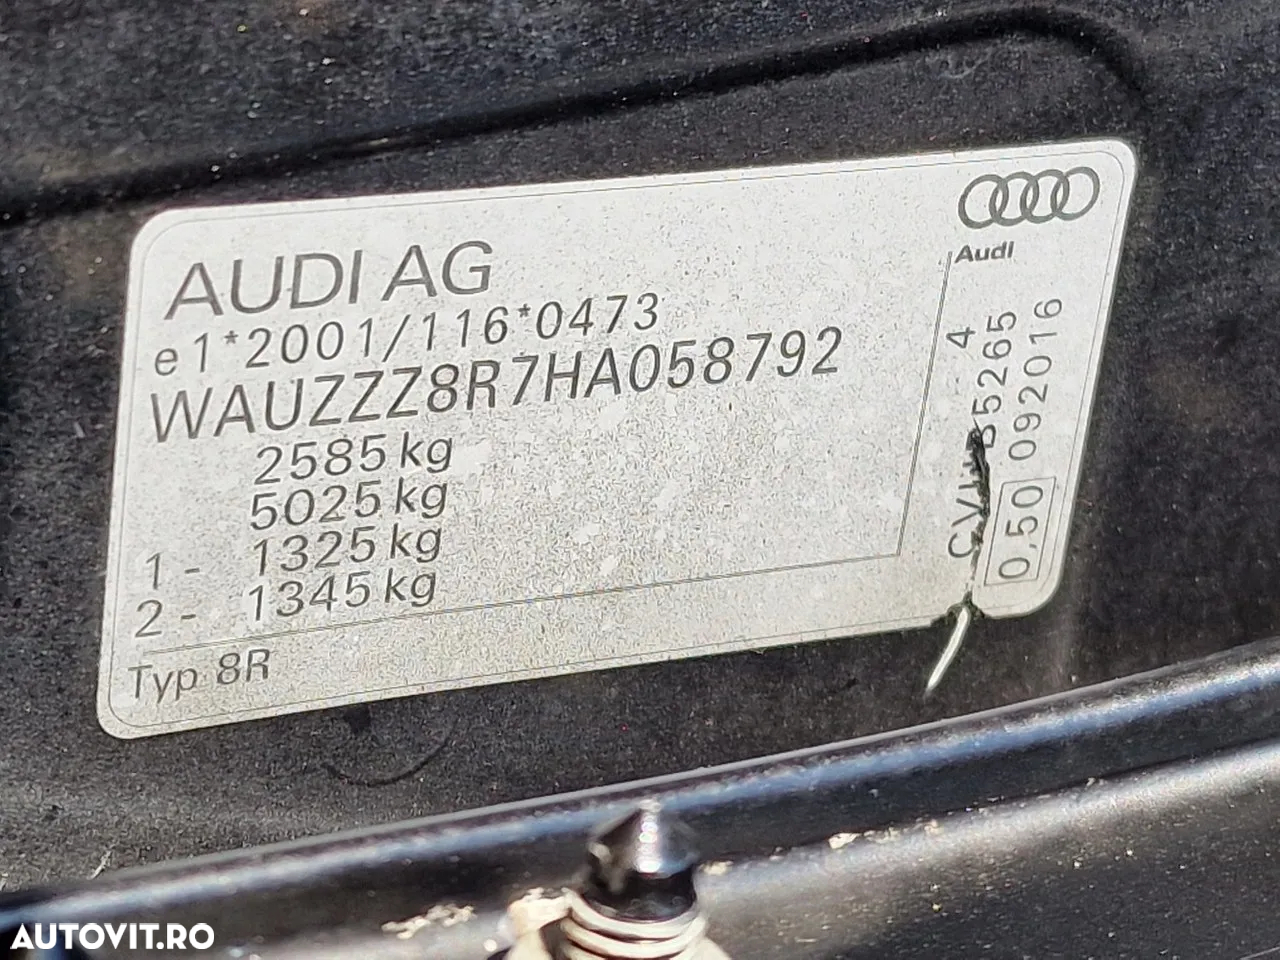 AUDI AG
e1*2001/116*0473
WAUZZZ8R7HA058792
2585 kg
5025 kg
1 - 1325 kg
2 - 1345 kg
Typ 8R
Audi
4
B5265
092016
0,50
AUTOVIT.RO